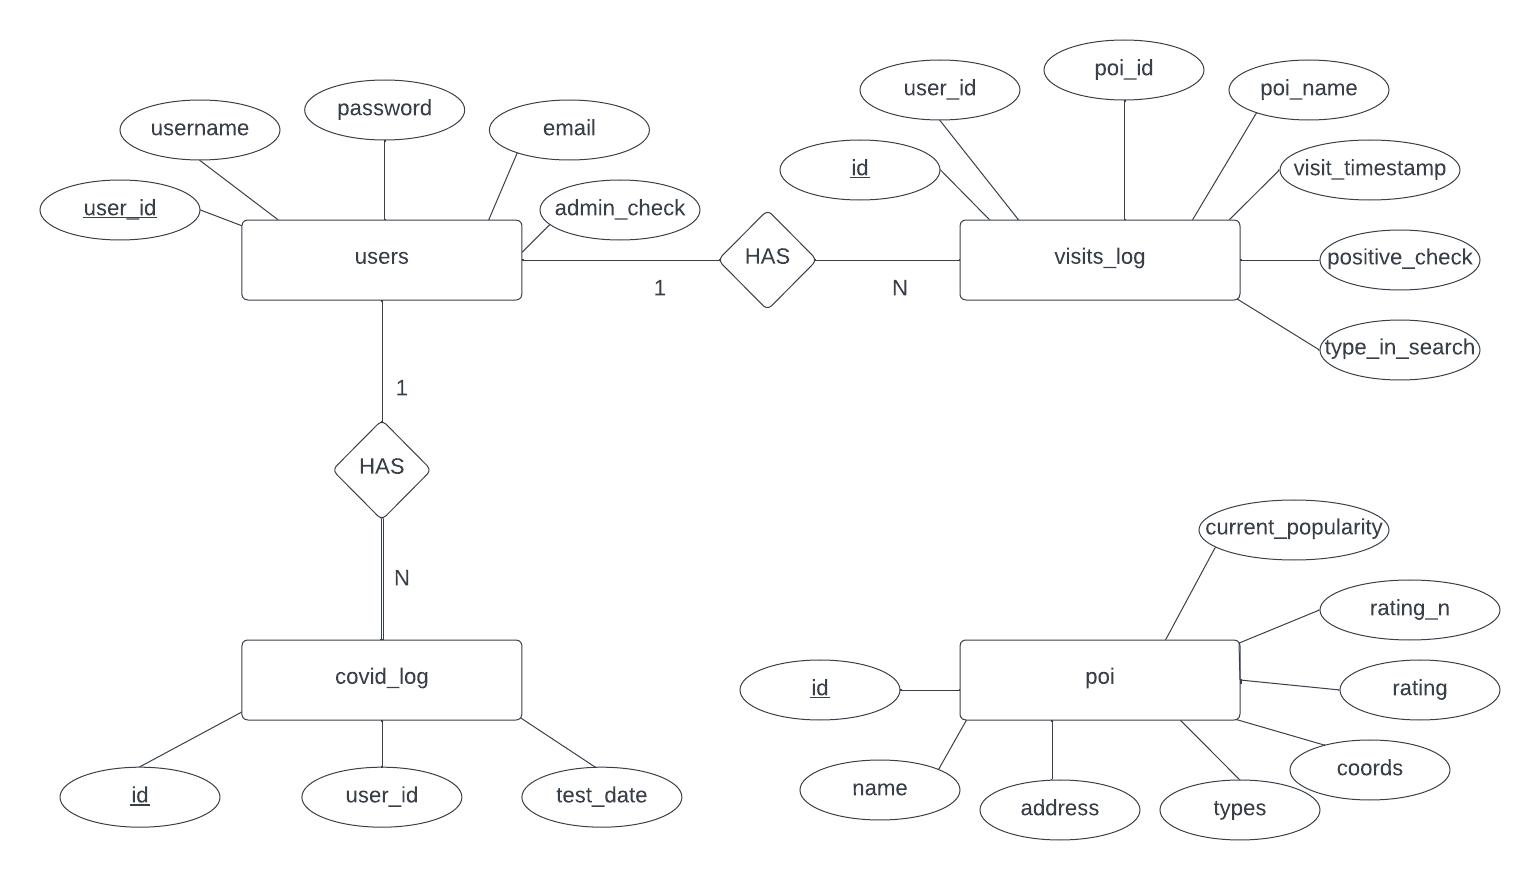 poi_id
user_id
poi_name
password
username
email
id
visit_timestamp
user_id
admin_check
users
HAS
visits_log
positive_check
1
N
type_in_search
1
HAS
current_popularity
N
rating_n
covid_log
poi
id
rating
coords
name
id
user_id
test_date
address
types